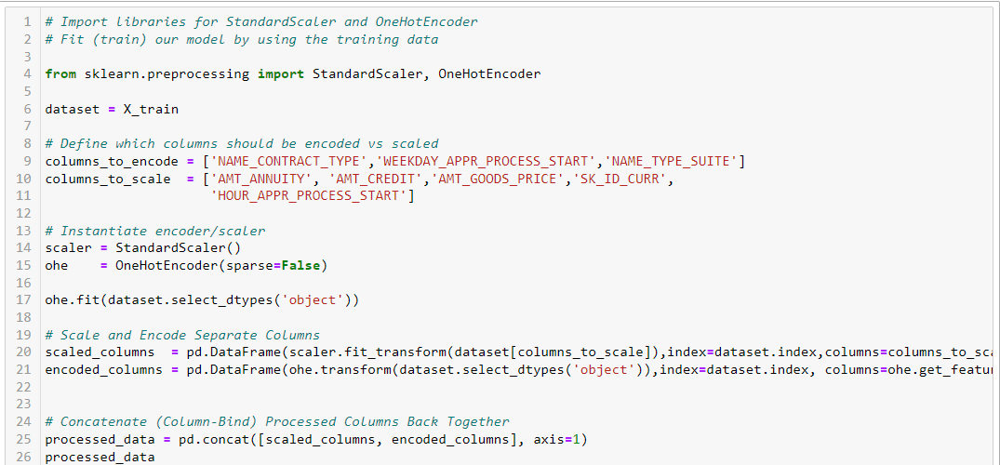 1 # Import libraries for StandardScaler and OneHotEncoder
2 # Fit (train) our model by using the training data
3
4 from sklearn.preprocessing import StandardScaler, OneHotEncoder
5
6 dataset = X_train
7
8 # Define which columns should be encoded vs scaled
9 columns_to_encode = ['NAME_CONTRACT_TYPE','WEEKDAY_APPR_PROCESS_START','NAME_TYPE_SUITE']
10 columns_to_scale  = ['AMT_ANNUITY', 'AMT_CREDIT','AMT_GOODS_PRICE','SK_ID_CURR',
11                      'HOUR_APPR_PROCESS_START']
12
13 # Instantiate encoder/scaler
14 scaler = StandardScaler()
15 ohe    = OneHotEncoder(sparse=False)
16
17 ohe.fit(dataset.select_dtypes('object'))
18
19 # Scale and Encode Separate Columns
20 scaled_columns  = pd.DataFrame(scaler.fit_transform(dataset[columns_to_scale]),index=dataset.index,columns=columns_to_sca
21 encoded_columns = pd.DataFrame(ohe.transform(dataset.select_dtypes('object')),index=dataset.index, columns=ohe.get_featu
22
23
24 # Concatenate (Column-Bind) Processed Columns Back Together
25 processed_data = pd.concat([scaled_columns, encoded_columns], axis=1)
26 processed_data